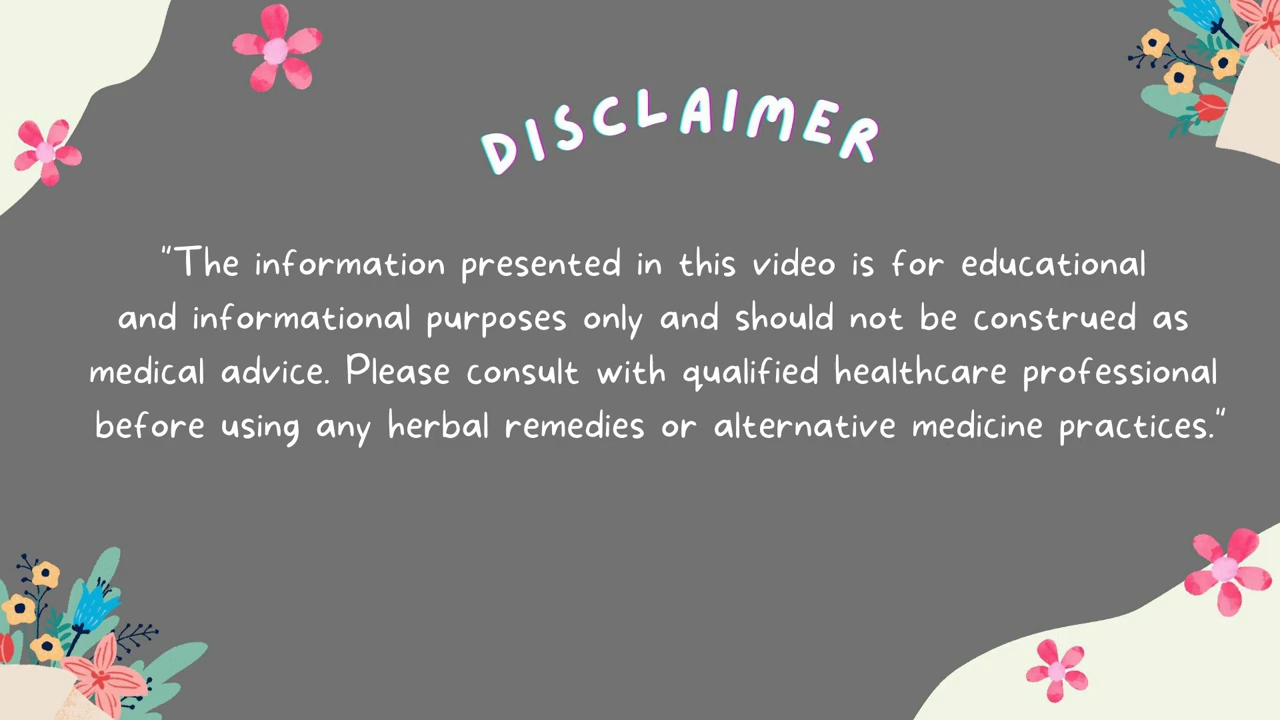 DISCLAIMER
"The information presented in this video is for educational
and informational purposes only and should not be construed as
medical advice. Please consult with qualified healthcare professional
before using any herbal remedies or alternative medicine practices."